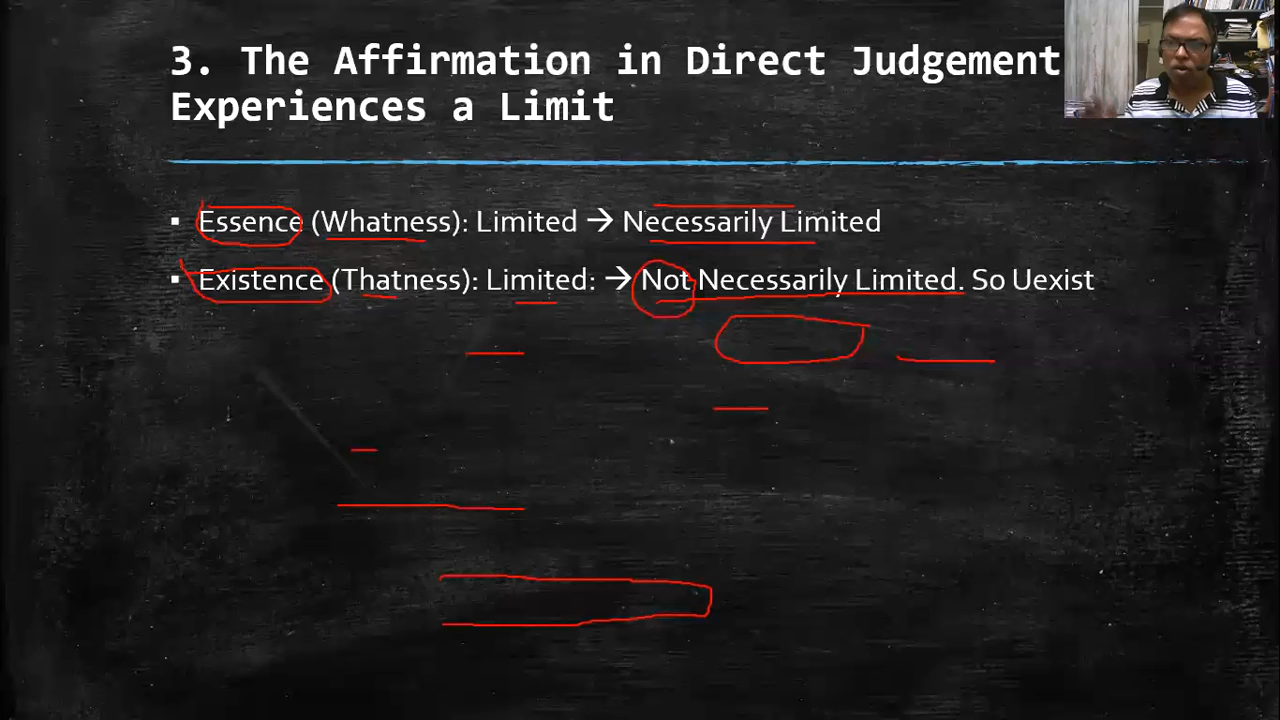 3. The Affirmation in Direct Judgement
Experiences a Limit
▪ Essence (Whatness): Limited → Necessarily Limited
▪ Existence (Thatness): Limited: → Not Necessarily Limited. So Uexist